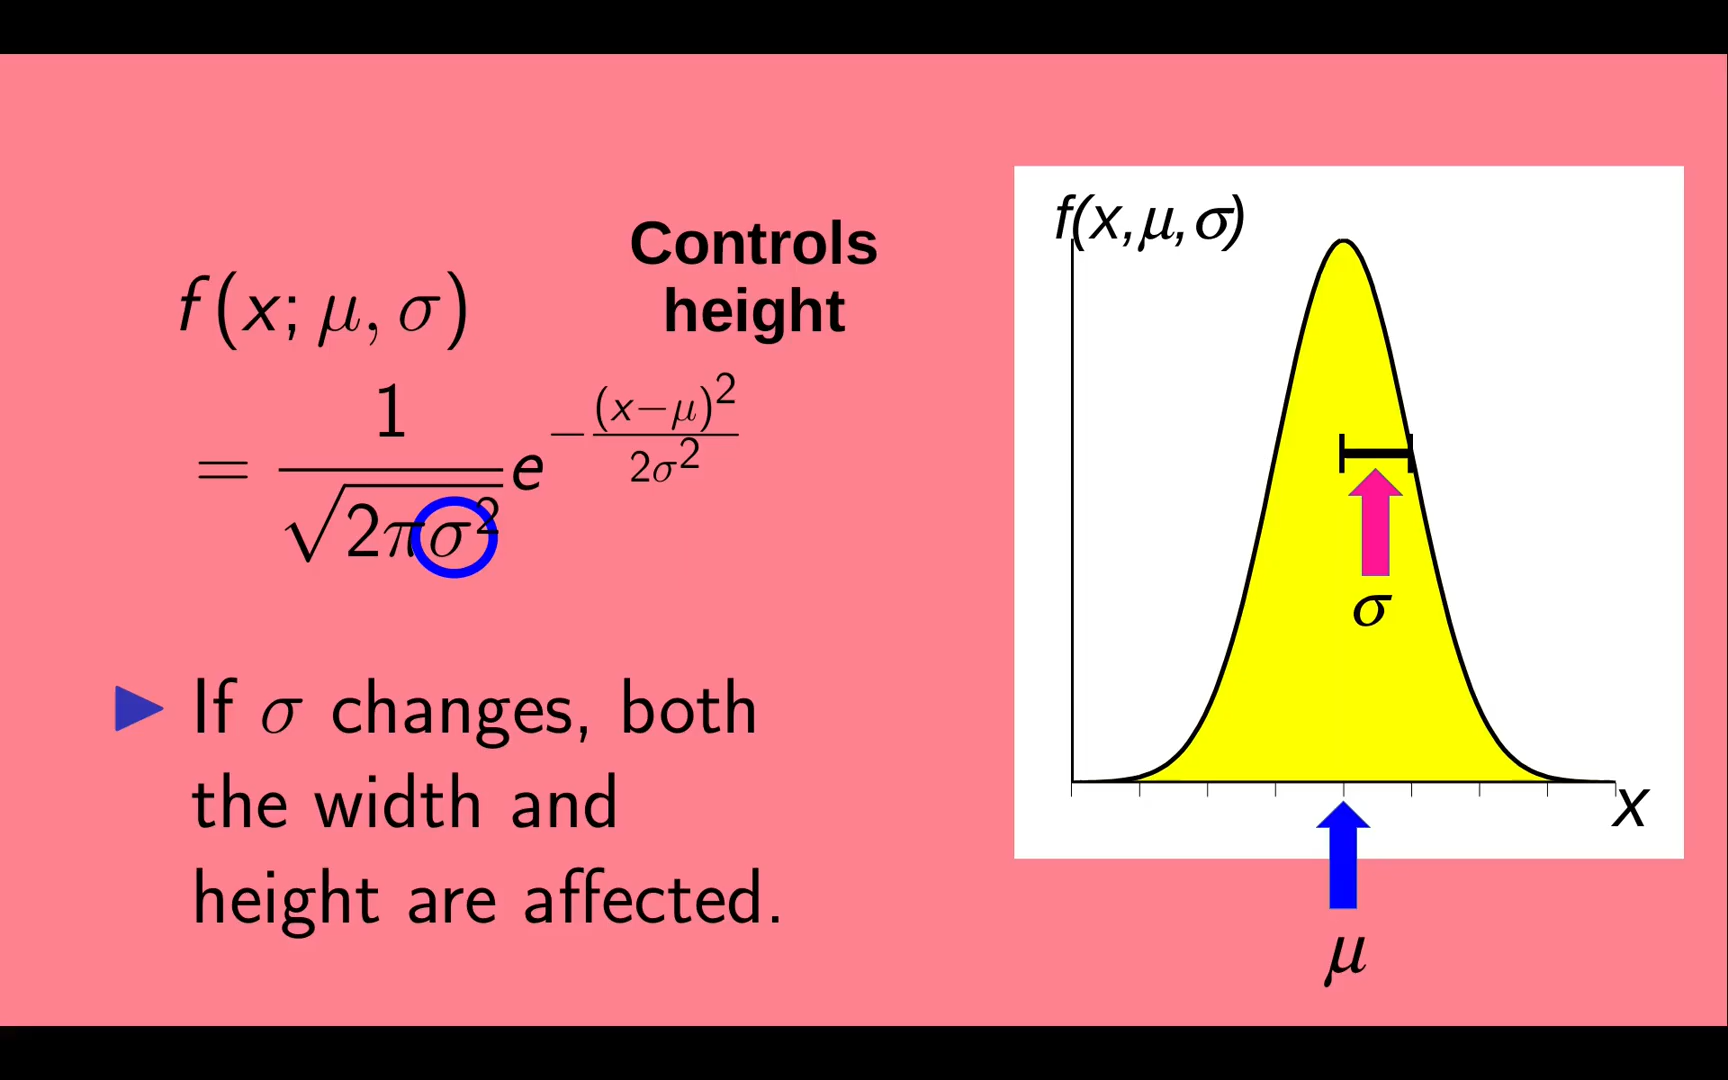 Controls
height
f(x; μ, σ)
= 1/√(2πσ²) e^(−(x−μ)²/(2σ²))
▶ If σ changes, both
the width and
height are affected.
f(x,μ,σ)
σ
x
μ